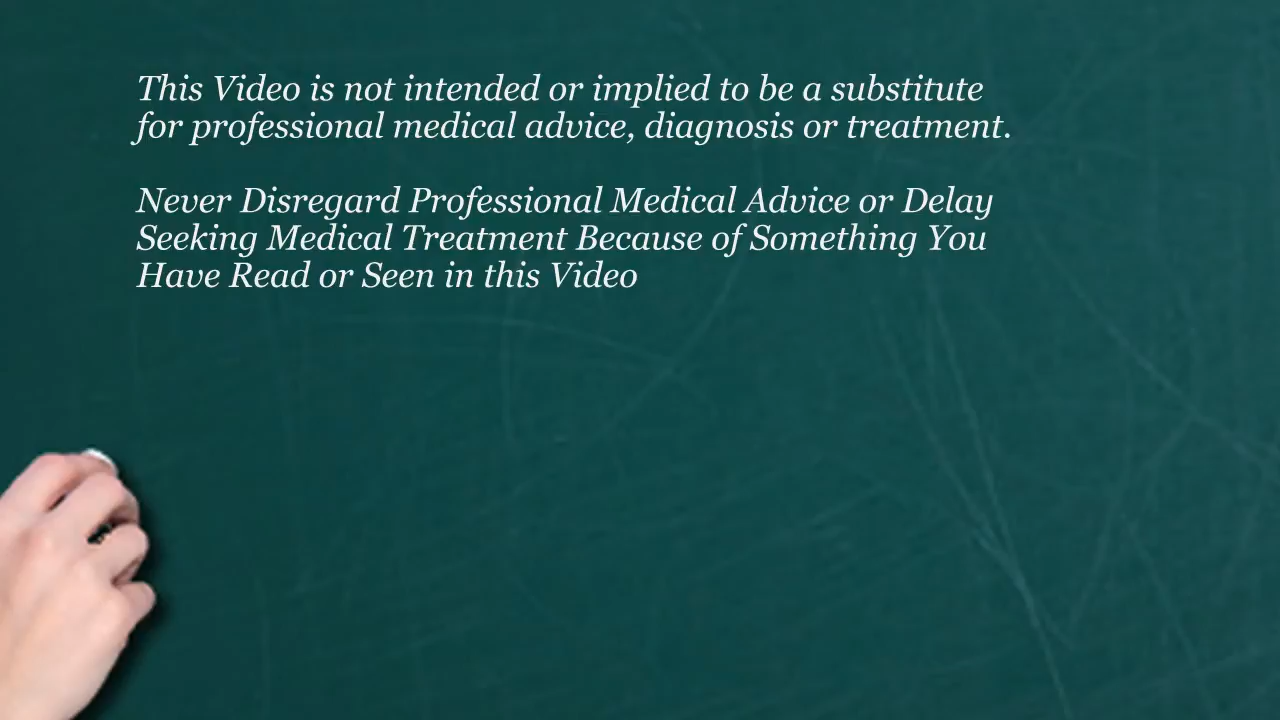 This Video is not intended or implied to be a substitute
for professional medical advice, diagnosis or treatment.
Never Disregard Professional Medical Advice or Delay
Seeking Medical Treatment Because of Something You
Have Read or Seen in this Video